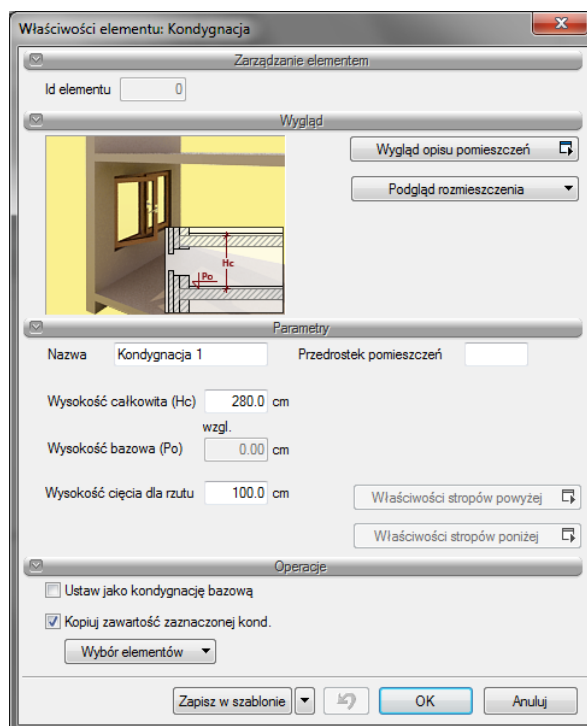 Właściwości elementu: Kondygnacja
Zarządzanie elementem
Id elementu 0
Wygląd
Wygląd opisu pomieszczeń
Podgląd rozmieszczenia
Hc
Po
Parametry
Nazwa Kondygnacja 1 Przedrostek pomieszczeń
Wysokość całkowita (Hc) 280.0 cm
wzgl.
Wysokość bazowa (Po) 0.00 cm
Wysokość cięcia dla rzutu 100.0 cm
Właściwości stropów powyżej
Właściwości stropów poniżej
Operacje
Ustaw jako kondygnację bazową
Kopiuj zawartość zaznaczonej kond.
Wybór elementów
Zapisz w szablonie OK Anuluj